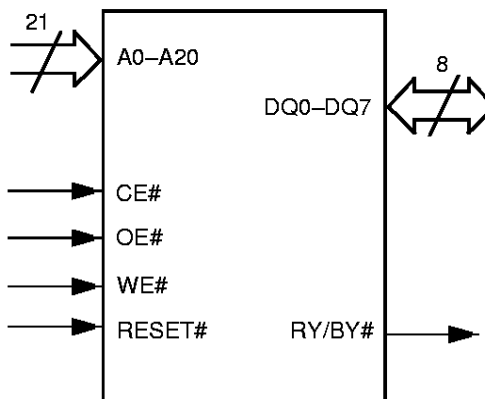 21
A0–A20
8
DQ0–DQ7
CE#
OE#
WE#
RESET#
RY/BY#